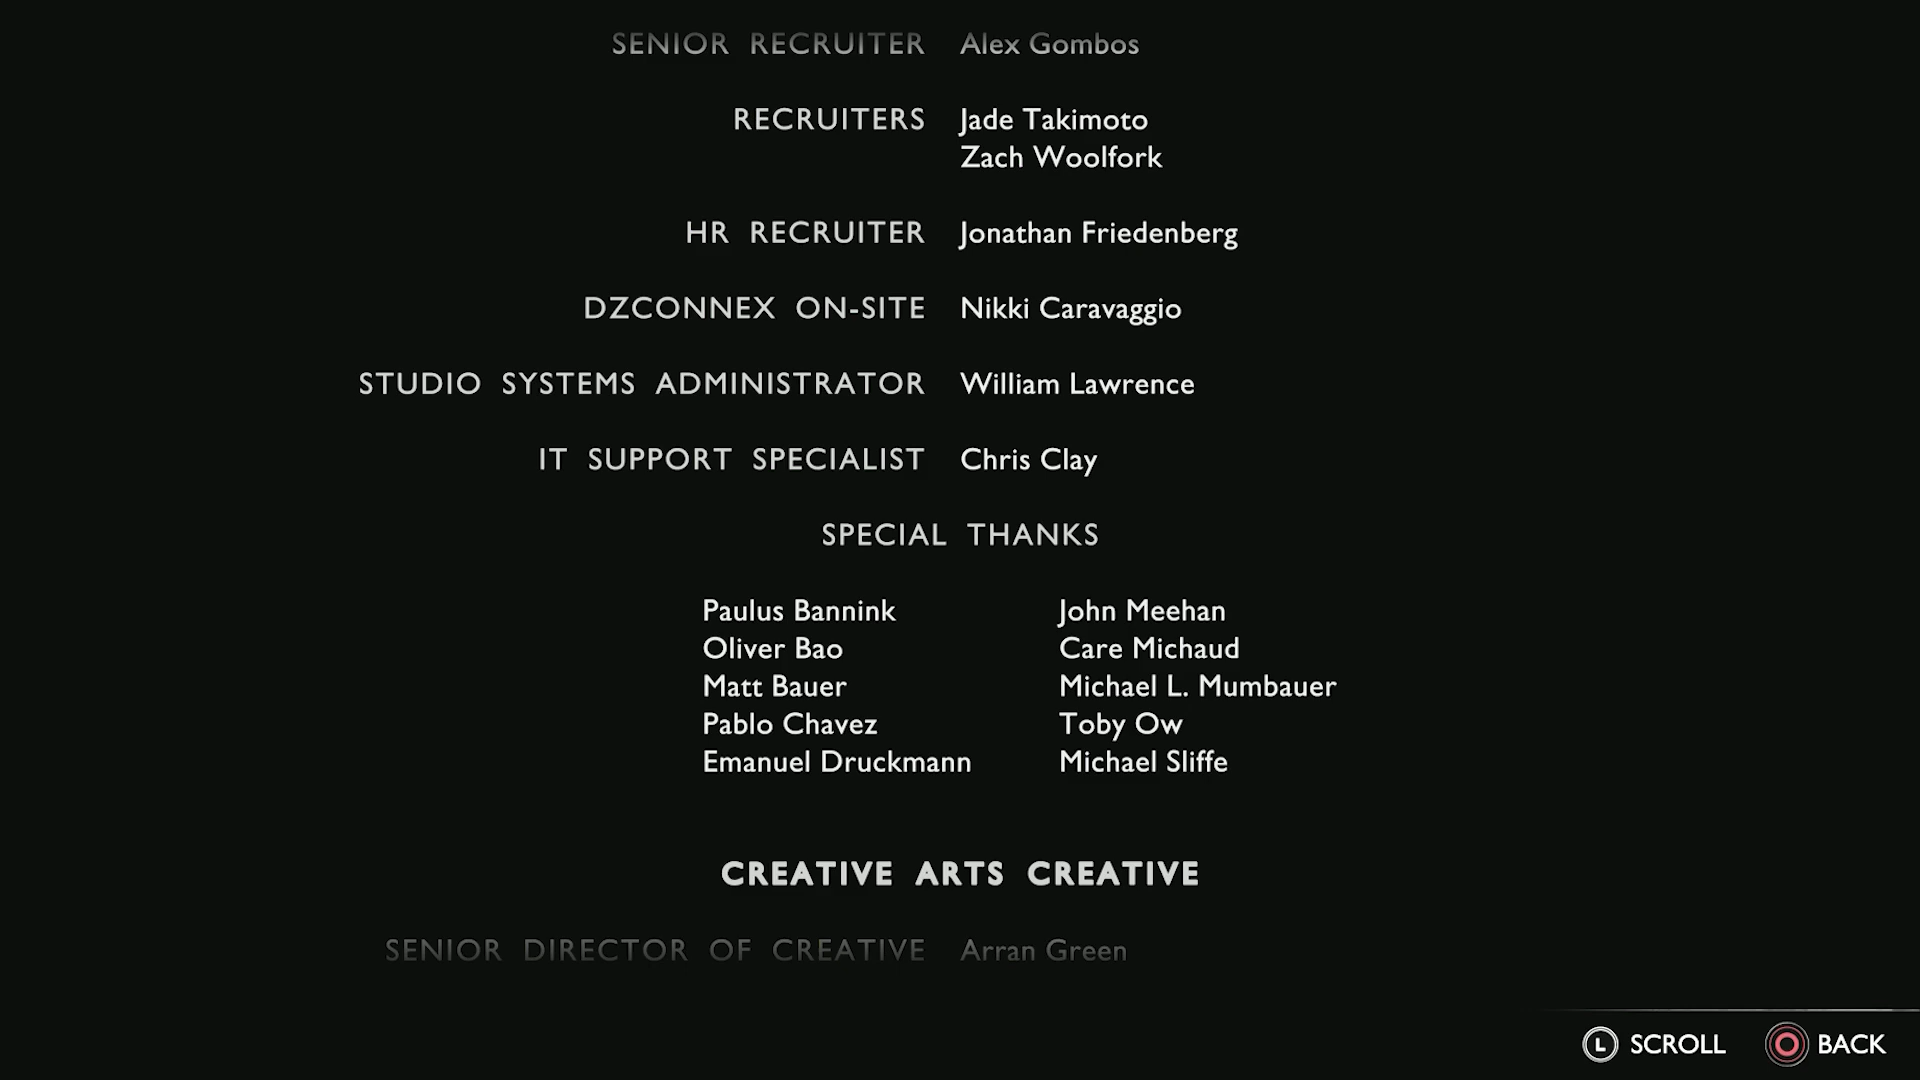 SENIOR RECRUITER Alex Gombos
RECRUITERS Jade Takimoto
Zach Woolfork
HR RECRUITER Jonathan Friedenberg
DZCONNEX ON-SITE Nikki Caravaggio
STUDIO SYSTEMS ADMINISTRATOR William Lawrence
IT SUPPORT SPECIALIST Chris Clay
SPECIAL THANKS
Paulus Bannink John Meehan
Oliver Bao Care Michaud
Matt Bauer Michael L. Mumbauer
Pablo Chavez Toby Ow
Emanuel Druckmann Michael Sliffe
CREATIVE ARTS CREATIVE
SENIOR DIRECTOR OF CREATIVE Arran Green
L SCROLL BACK